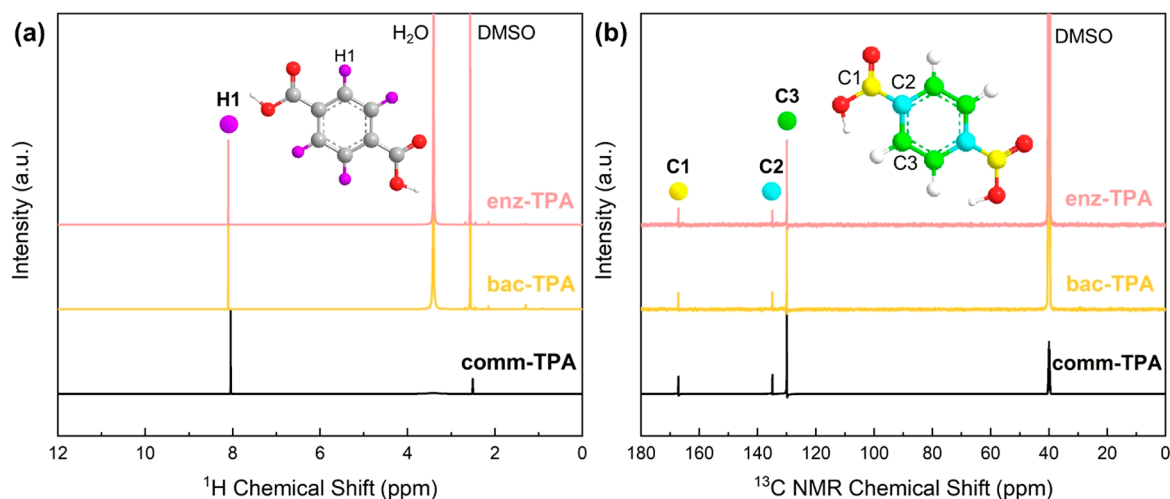 (a)
H₂O
DMSO
H1
H1
enz-TPA
bac-TPA
comm-TPA
Intensity (a.u.)
12 10 8 6 4 2 0
¹H Chemical Shift (ppm)
(b)
DMSO
C1
C2
C3
C3
C1
C2
enz-TPA
bac-TPA
comm-TPA
Intensity (a.u.)
180 160 140 120 100 80 60 40 20 0
¹³C NMR Chemical Shift (ppm)